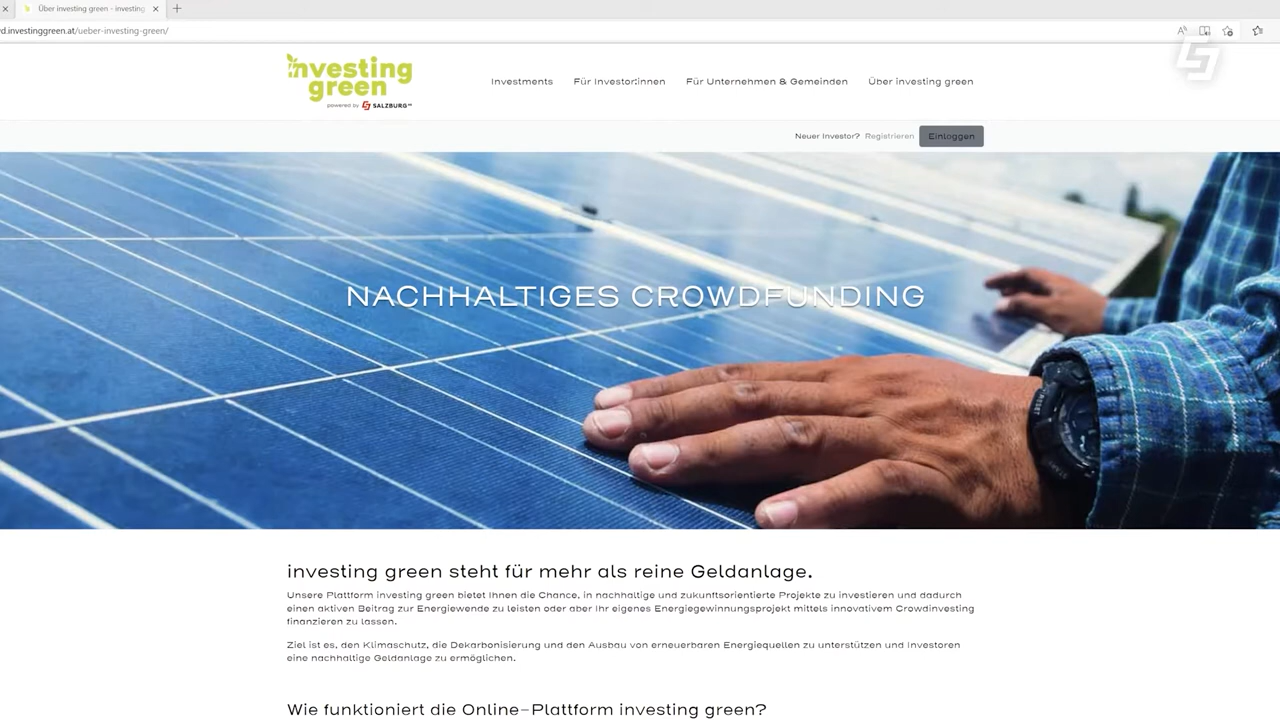 Über investing green - investing
d.investinggreen.at/ueber-investing-green/
investing
green
powered by SALZBURG AG
Investments
Für Investor:innen
Für Unternehmen & Gemeinden
Über investing green
Neuer Investor? Registrieren Einloggen
NACHHALTIGES CROWDFUNDING
RESET
investing green steht für mehr als reine Geldanlage.
Unsere Plattform investing green bietet Ihnen die Chance, in nachhaltige und zukunftsorientierte Projekte zu investieren und dadurch
einen aktiven Beitrag zur Energiewende zu leisten oder aber Ihr eigenes Energiegewinnungsprojekt mittels innovativem Crowdinvesting
finanzieren zu lassen.
Ziel ist es, den Klimaschutz, die Dekarbonisierung und den Ausbau von erneuerbaren Energiequellen zu unterstützen und Investoren
eine nachhaltige Geldanlage zu ermöglichen.
Wie funktioniert die Online-Plattform investing green?